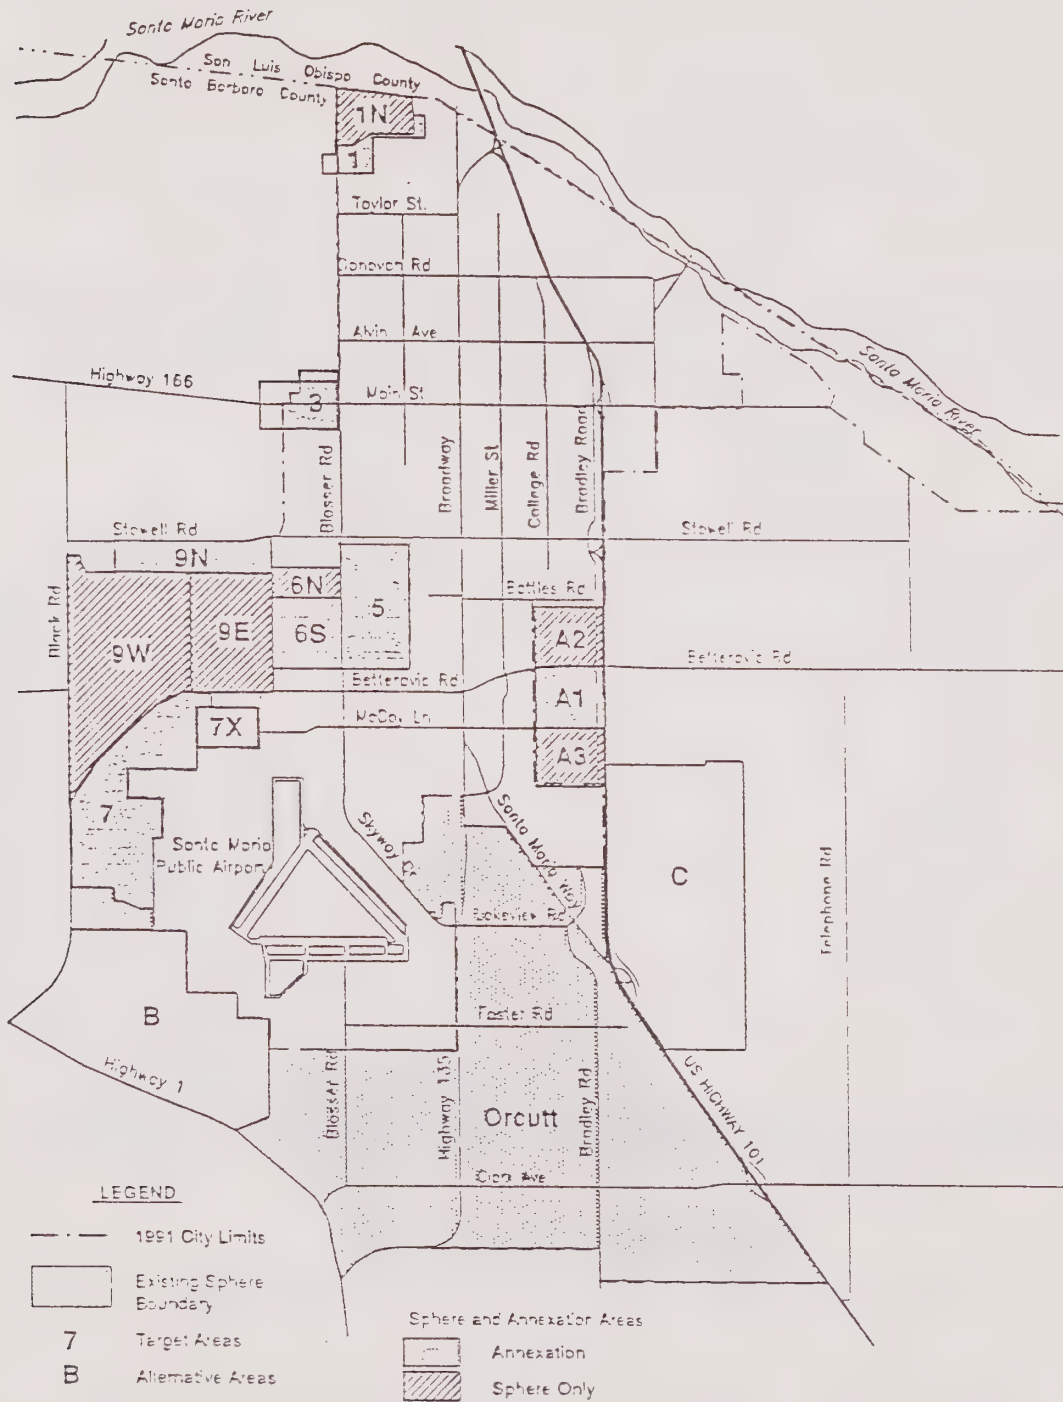 Santa Maria River
San Luis Obispo County
Santa Barbara County
1N
1
Taylor St.
Donovan Rd
Alvin Ave
Highway 166
Main St
3
Santa Maria River
Blosser Rd
Broadway
Miller St
College Rd
Bradley Road
Stowell Rd
Stowell Rd
9N
6N
5
Battles Rd
Black Rd
9W
9E
6S
A2
Betteravia Rd
Betteravia Rd
A1
7X
McCoy Ln
A3
7
Santa Maria
Public Airport
Skyway Dr
Santa Maria Way
C
Telephone Rd
Lakeview Rd
B
Foster Rd
Highway 1
Blosser Rd
Highway 135
Orcutt
Bradley Rd
US HIGHWAY 101
Clark Ave
LEGEND
1991 City Limits
Existing Sphere
Boundary
7 Target Areas
B Alternative Areas
Sphere and Annexation Areas
Annexation
Sphere Only